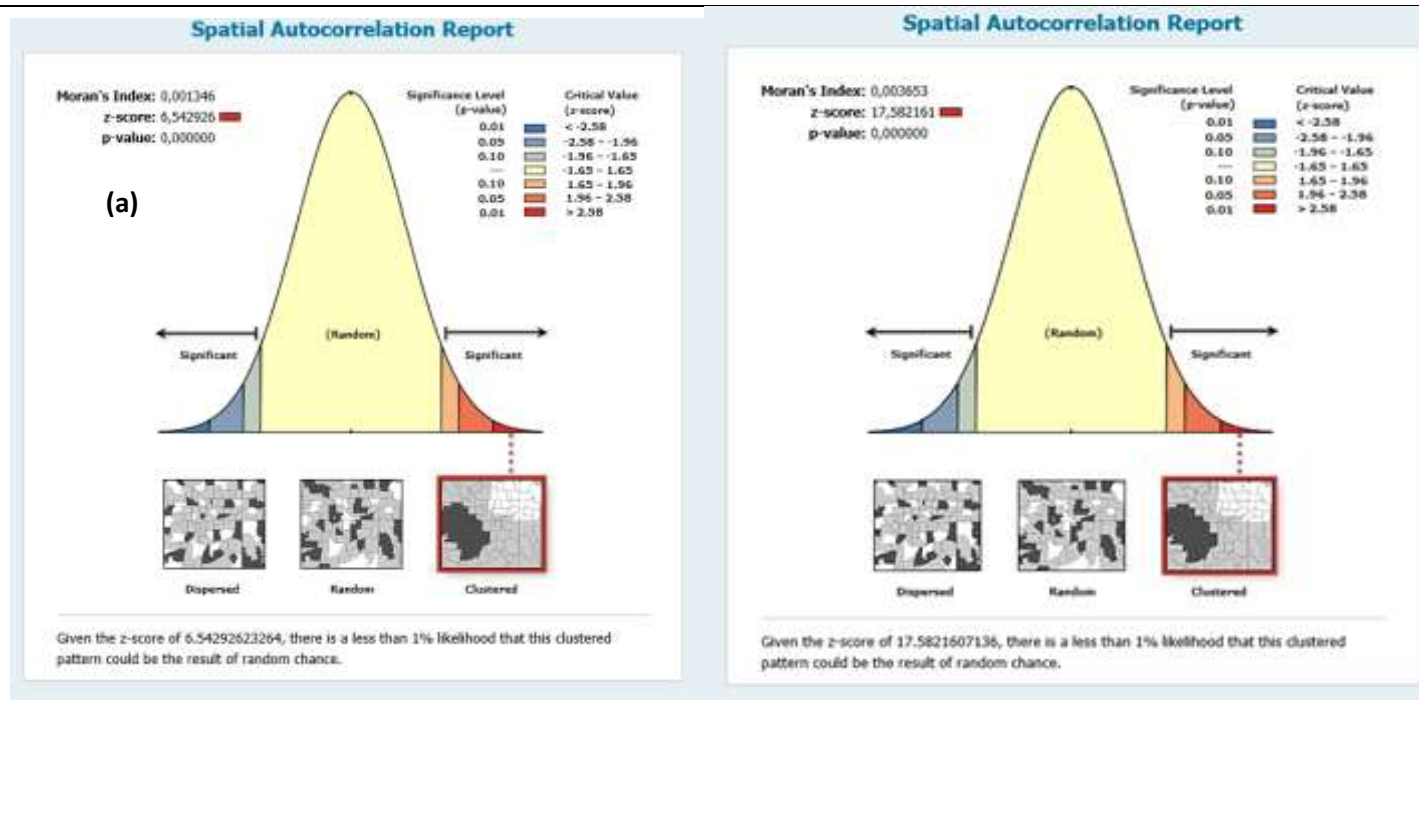 Spatial Autocorrelation Report
Moran's Index: 0,001346
z-score: 6,542926
p-value: 0,000000
Significance Level
(p-value)
Critical Value
(z-score)
0.01 < -2.58
0.05 -2.58 - -1.96
0.10 -1.96 - -1.65
--- -1.65 - 1.65
0.10 1.65 - 1.96
0.05 1.96 - 2.58
0.01 > 2.58
(a)
(Random)
Significant
Significant
Dispersed
Random
Clustered
Given the z-score of 6.54292623264, there is a less than 1% likelihood that this clustered
pattern could be the result of random chance.
Spatial Autocorrelation Report
Moran's Index: 0,003653
z-score: 17,582161
p-value: 0,000000
Significance Level
(p-value)
Critical Value
(z-score)
0.01 < -2.58
0.05 -2.58 - -1.96
0.10 -1.96 - -1.65
--- -1.65 - 1.65
0.10 1.65 - 1.96
0.05 1.96 - 2.58
0.01 > 2.58
(Random)
Significant
Significant
Dispersed
Random
Clustered
Given the z-score of 17.5821607136, there is a less than 1% likelihood that this clustered
pattern could be the result of random chance.